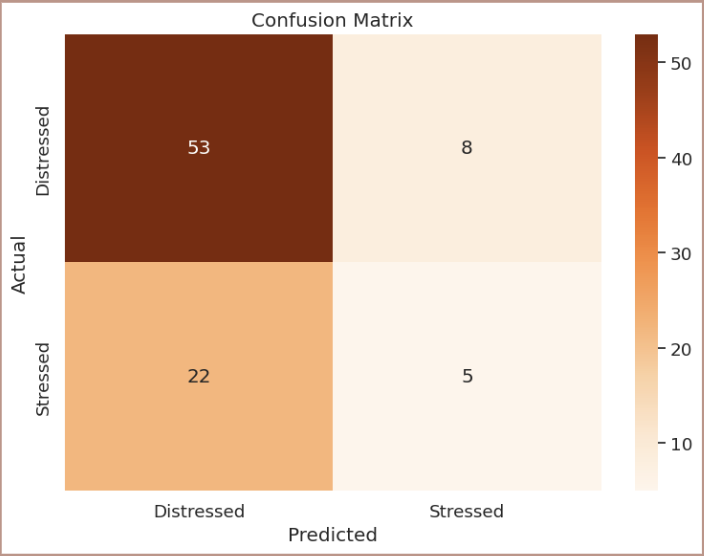 Confusion Matrix
Actual
Distressed
Stressed
53
8
22
5
Distressed
Stressed
Predicted
50
40
30
20
10